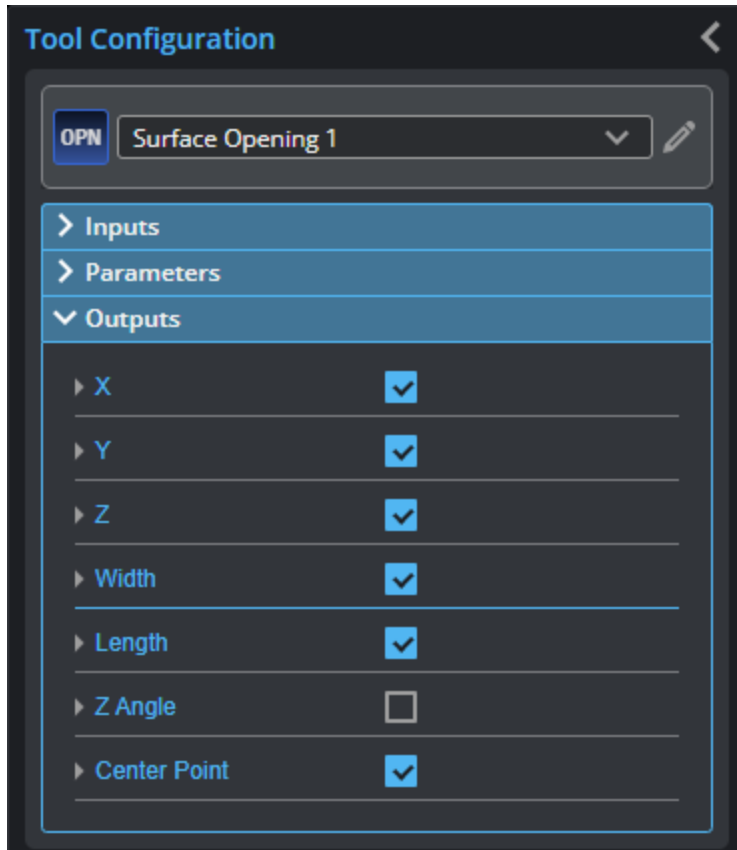 Tool Configuration
OPN Surface Opening 1
Inputs
Parameters
Outputs
X
Y
Z
Width
Length
Z Angle
Center Point